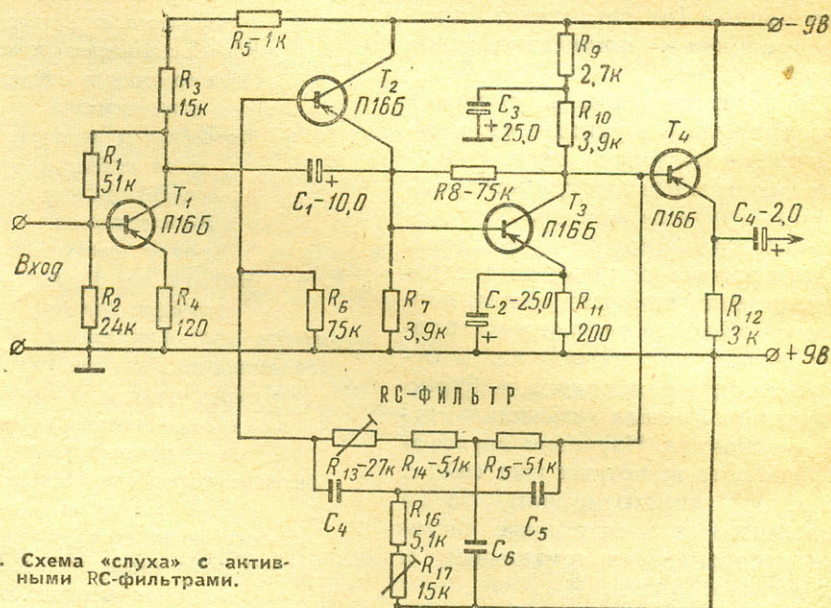 R5-1к
-9в
R3
15к
T2
П16Б
R9
2,7к
C3
25,0
R10
3,9к
T4
R1
51к
T1
П16Б
C1-10,0
R8-75к
T3
П16Б
П16Б
C4-2,0
Вход
R2
24к
R4
120
R6
75к
R7
3,9к
C2-25,0
R11
200
R12
3к
+9в
RC-ФИЛЬТР
R13-27к
R14-5,1к
R15-51к
C4
R16
5,1к
C5
C6
R17
15к
. Схема «слуха» с актив-
ными RC-фильтрами.